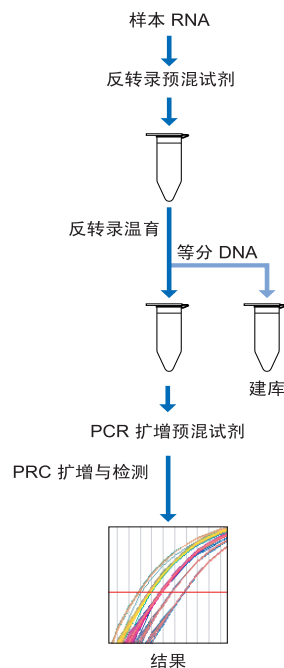 样本 RNA
反转录预混试剂
反转录温育
等分 DNA
建库
PCR 扩增预混试剂
PRC 扩增与检测
结果